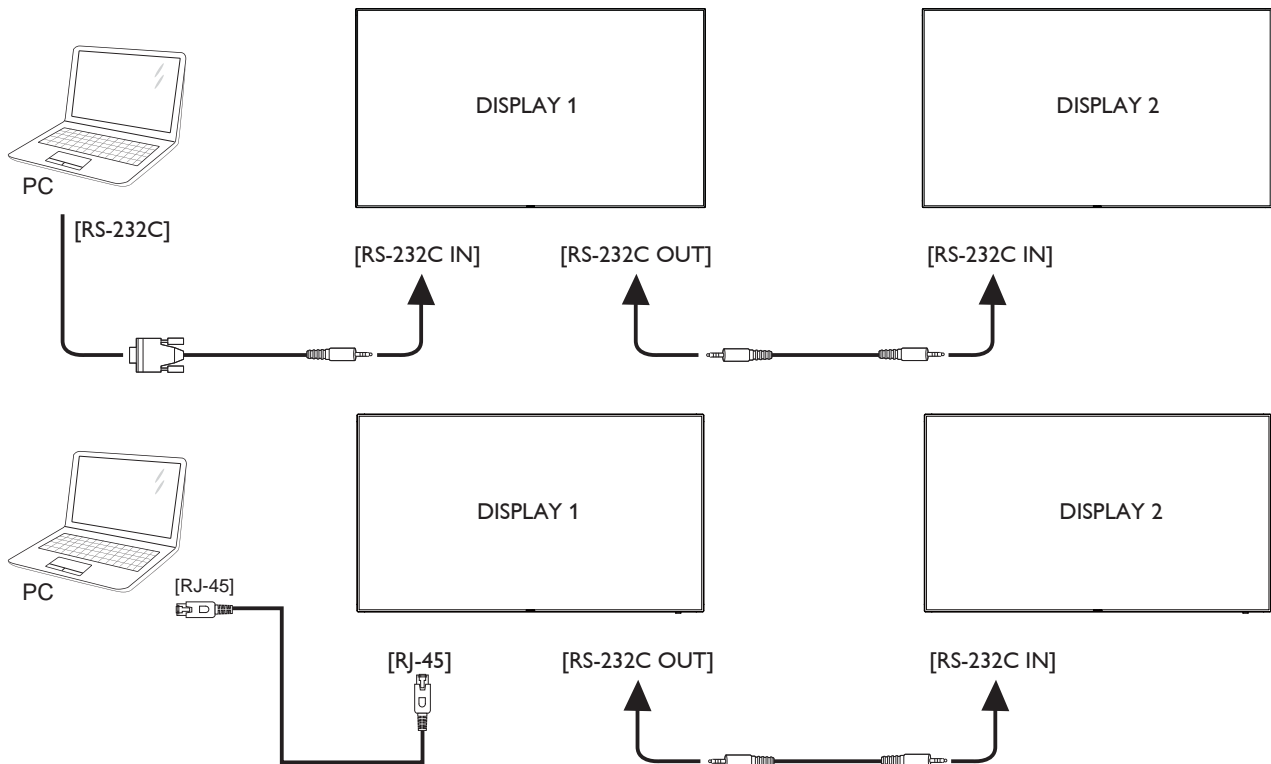 DISPLAY 1
DISPLAY 2
PC
[RS-232C]
[RS-232C IN]
[RS-232C OUT]
[RS-232C IN]
DISPLAY 1
DISPLAY 2
PC
[RJ-45]
[RJ-45]
[RS-232C OUT]
[RS-232C IN]